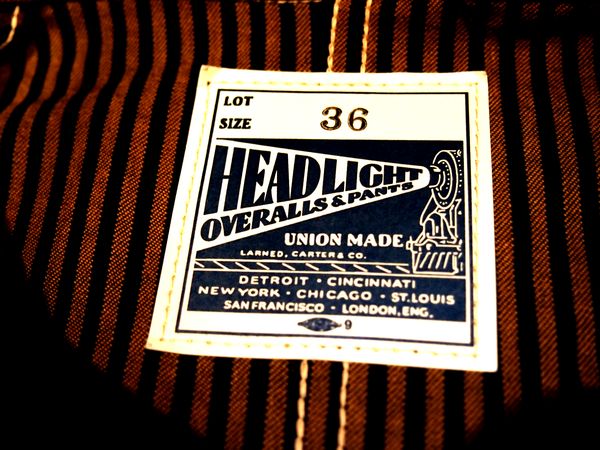 LOT
SIZE 36
HEADLIGHT
OVERALLS & PANTS
UNION MADE
LARNED, CARTER & CO.
DETROIT · CINCINNATI
NEW YORK · CHICAGO · ST. LOUIS
SAN FRANCISCO · LONDON, ENG.
9